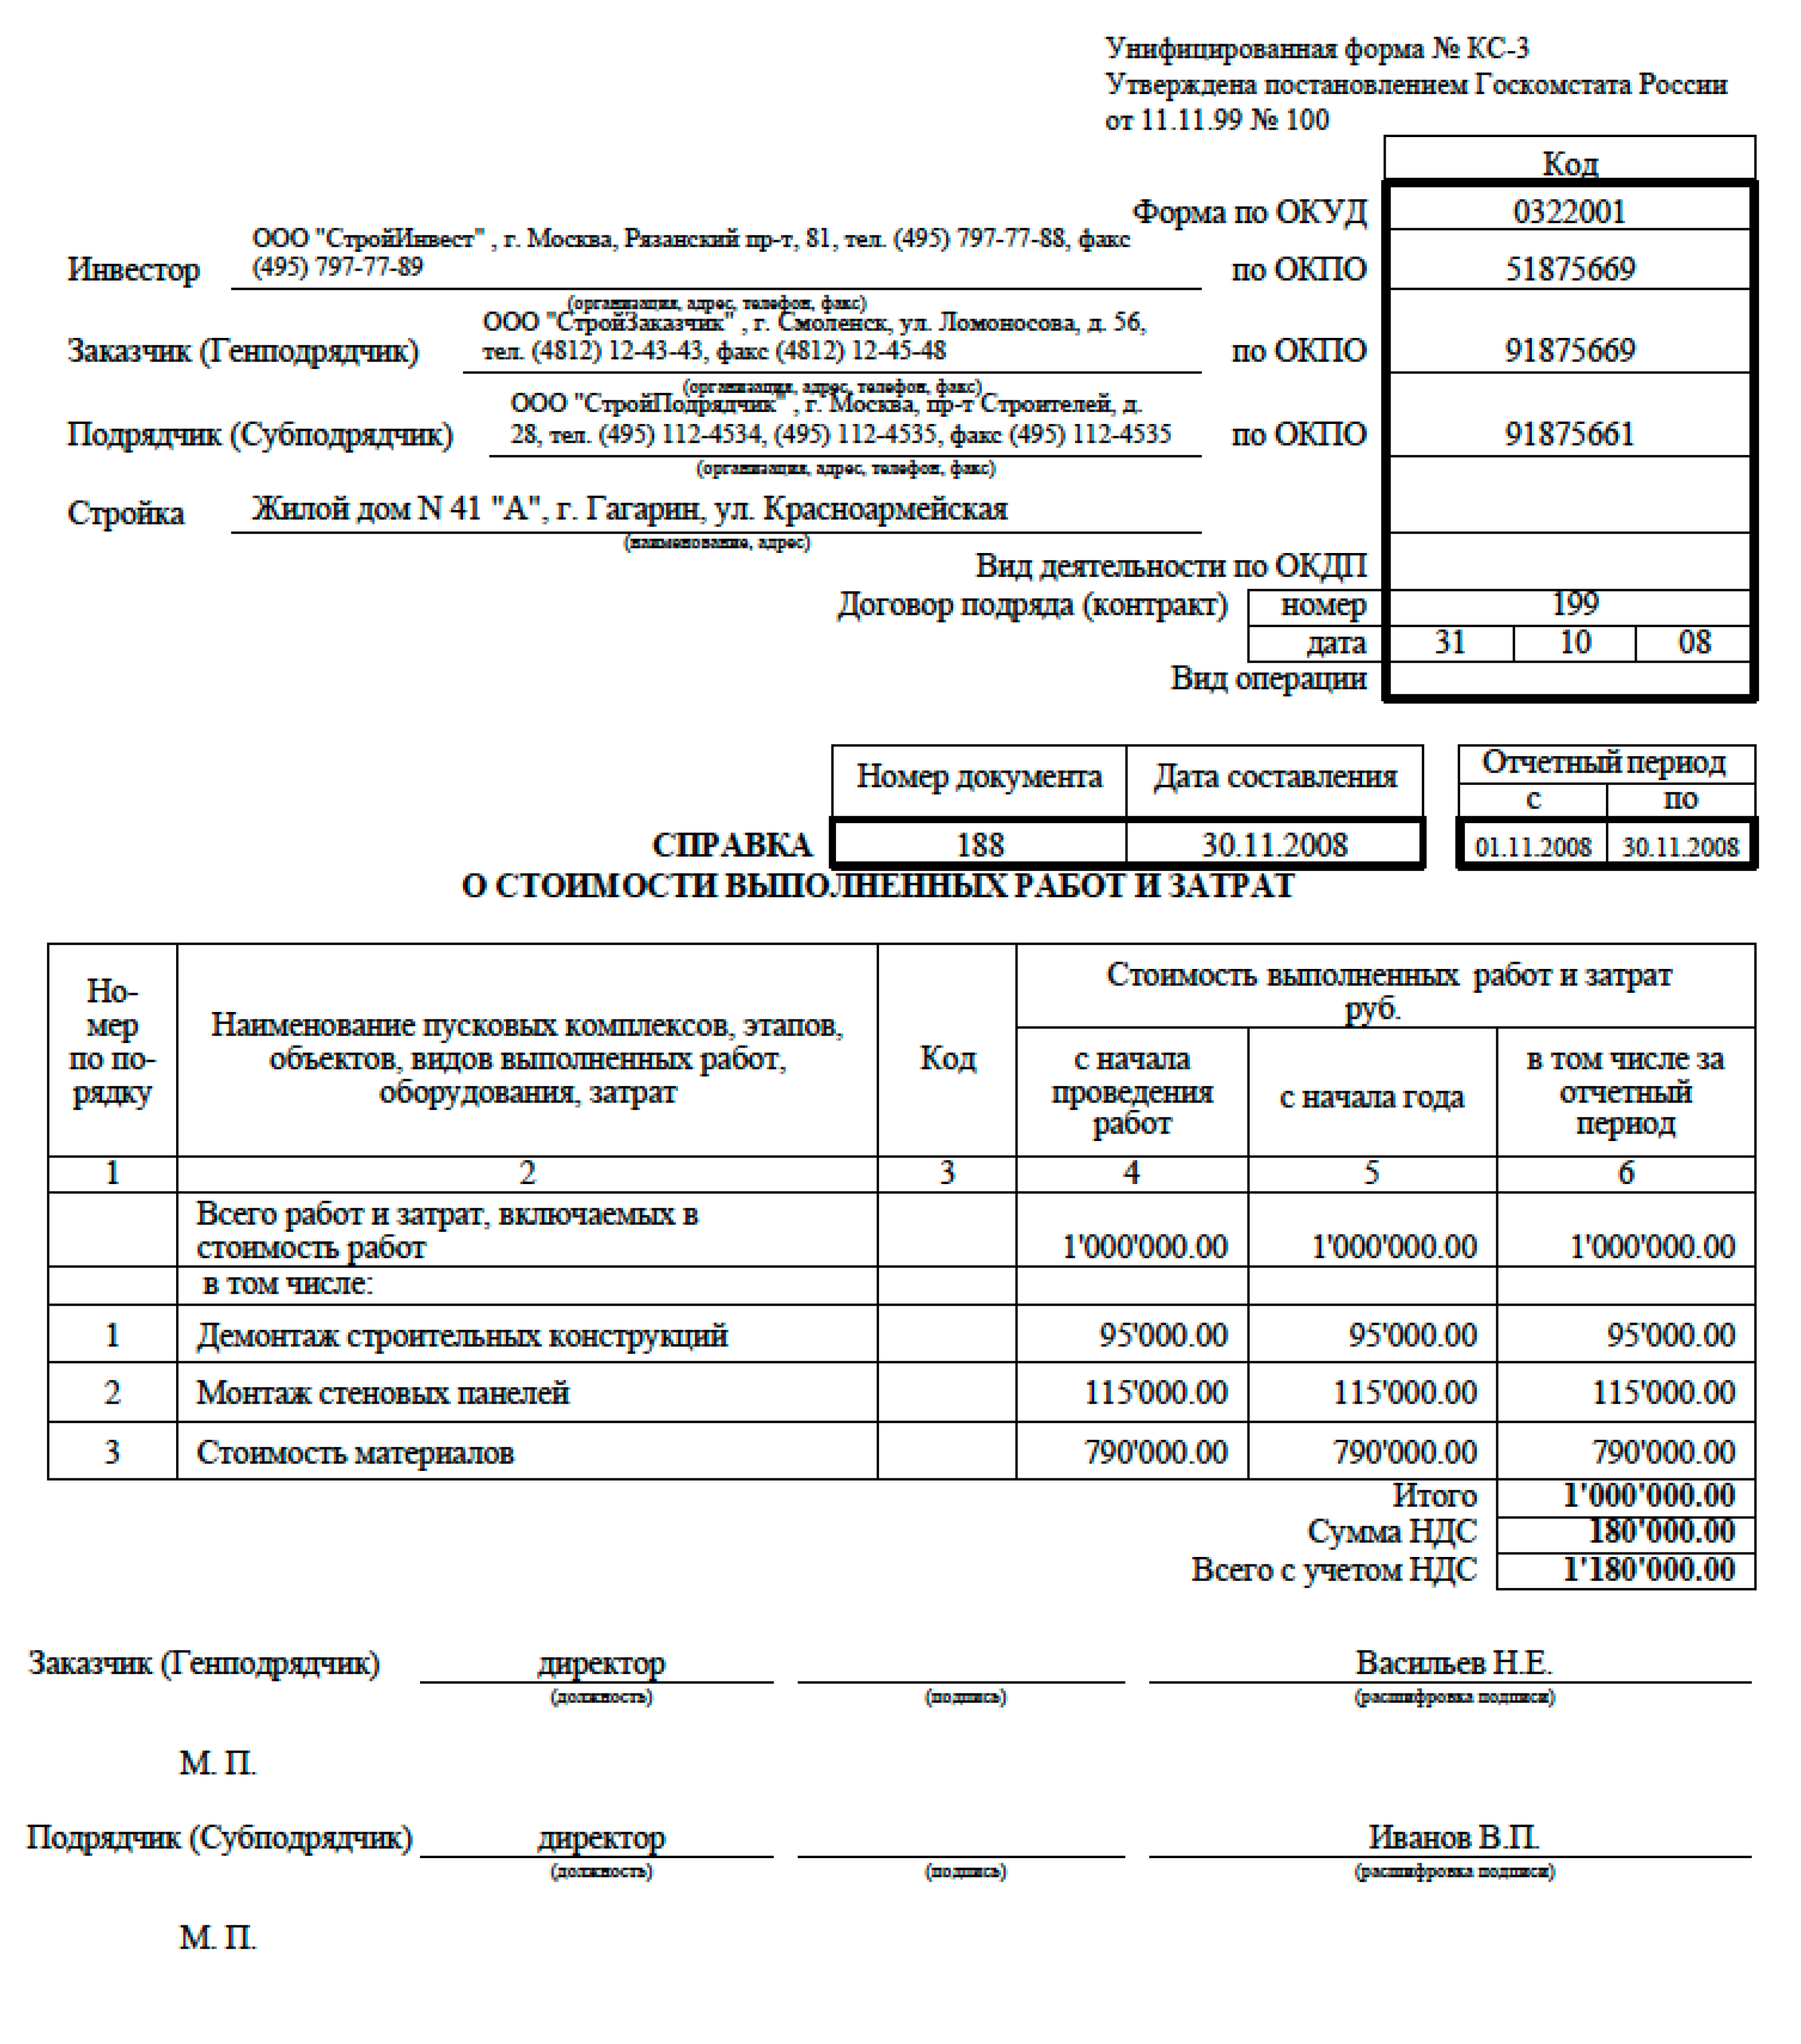 Унифицированная форма № КС-3
Утверждена постановлением Госкомстата России
от 11.11.99 № 100
Код
Форма по ОКУД 0322001
ООО "СтройИнвест" , г. Москва, Рязанский пр-т, 81, тел. (495) 797-77-88, факс
Инвестор (495) 797-77-89 по ОКПО 51875669
(организация, адрес, телефон, факс)
ООО "СтройЗаказчик" , г. Смоленск, ул. Ломоносова, д. 56,
Заказчик (Генподрядчик) тел. (4812) 12-43-43, факс (4812) 12-45-48 по ОКПО 91875669
(организация, адрес, телефон, факс)
ООО "СтройПодрядчик" , г. Москва, пр-т Строителей, д.
Подрядчик (Субподрядчик) 28, тел. (495) 112-4534, (495) 112-4535, факс (495) 112-4535 по ОКПО 91875661
(организация, адрес, телефон, факс)
Стройка Жилой дом N 41 "А", г. Гагарин, ул. Красноармейская
(наименование, адрес)
Вид деятельности по ОКДП
Договор подряда (контракт) номер 199
дата 31 10 08
Вид операции
Номер документа Дата составления Отчетный период
с по
СПРАВКА 188 30.11.2008 01.11.2008 30.11.2008
О СТОИМОСТИ ВЫПОЛНЕННЫХ РАБОТ И ЗАТРАТ
Но-
мер
по по-
рядку
Наименование пусковых комплексов, этапов,
объектов, видов выполненных работ,
оборудования, затрат
Код
Стоимость выполненных работ и затрат
руб.
с начала
проведения
работ
с начала года
в том числе за
отчетный
период
1 2 3 4 5 6
Всего работ и затрат, включаемых в
стоимость работ 1'000'000.00 1'000'000.00 1'000'000.00
в том числе:
1 Демонтаж строительных конструкций 95'000.00 95'000.00 95'000.00
2 Монтаж стеновых панелей 115'000.00 115'000.00 115'000.00
3 Стоимость материалов 790'000.00 790'000.00 790'000.00
Итого 1'000'000.00
Сумма НДС 180'000.00
Всего с учетом НДС 1'180'000.00
Заказчик (Генподрядчик) директор Васильев Н.Е.
(должность) (подпись) (расшифровка подписи)
М. П.
Подрядчик (Субподрядчик) директор Иванов В.П.
(должность) (подпись) (расшифровка подписи)
М. П.